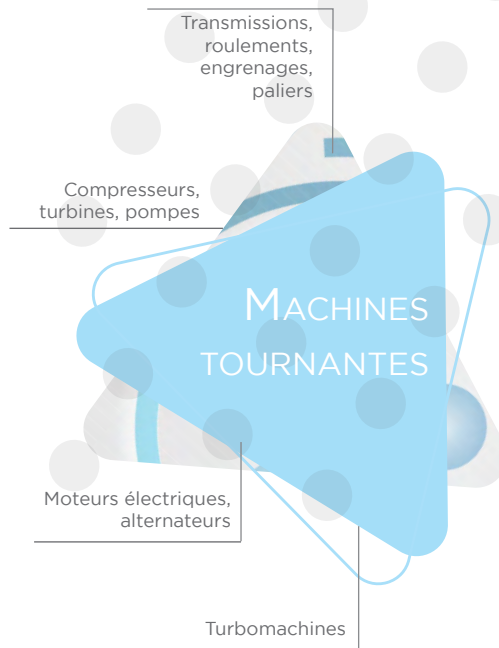 Transmissions,
roulements,
engrenages,
paliers
Compresseurs,
turbines, pompes
MACHINES
TOURNANTES
Moteurs électriques,
alternateurs
Turbomachines